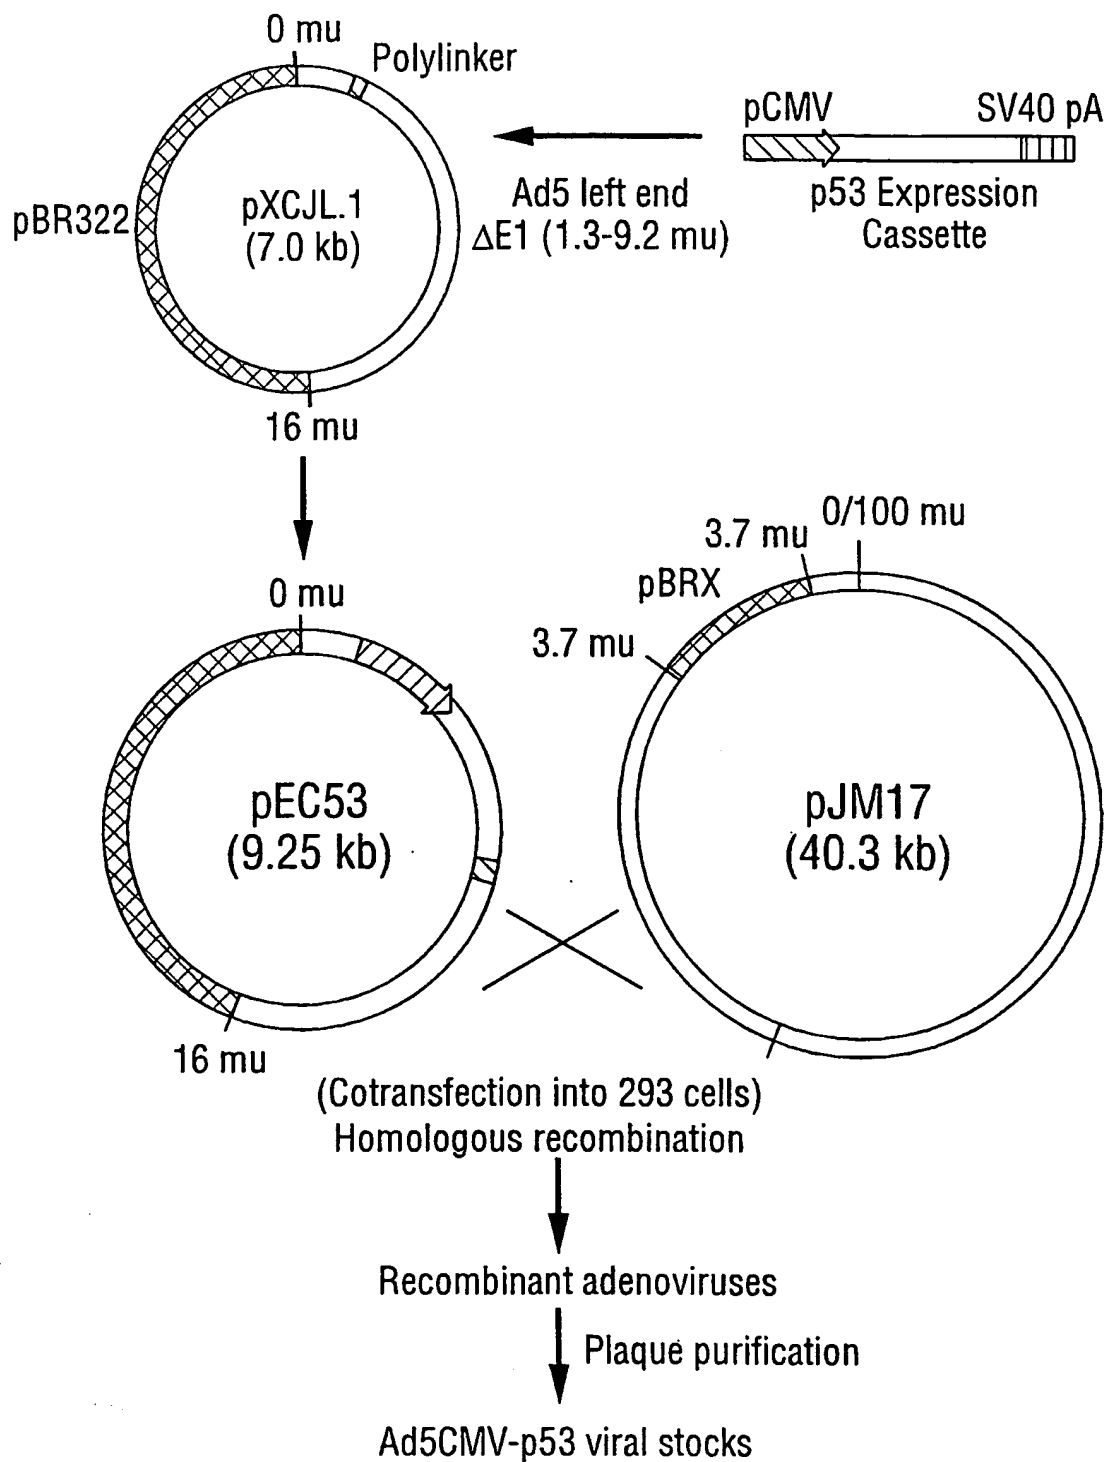 0 mu
Polylinker
pCMV
SV40 pA
pBR322
pXCJL.1
(7.0 kb)
Ad5 left end
ΔE1 (1.3-9.2 mu)
p53 Expression
Cassette
16 mu
0/100 mu
3.7 mu
pBRX
0 mu
3.7 mu
pEC53
(9.25 kb)
pJM17
(40.3 kb)
16 mu
(Cotransfection into 293 cells)
Homologous recombination
Recombinant adenoviruses
Plaque purification
Ad5CMV-p53 viral stocks